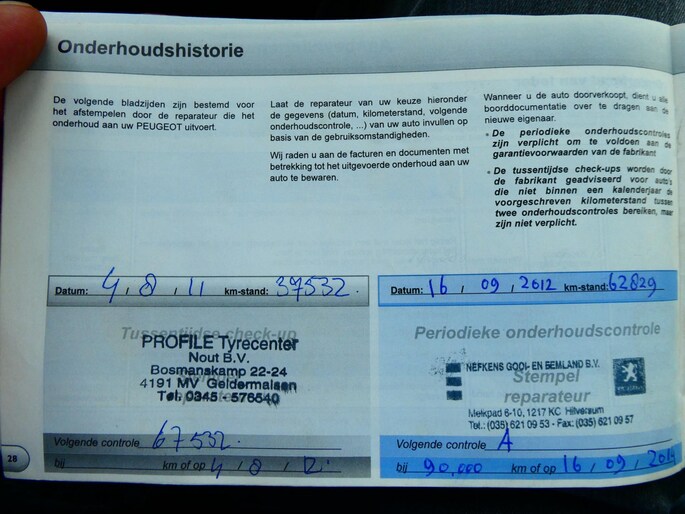 Onderhoudshistorie
De volgende bladzijden zijn bestemd voor
het afstempelen door de reparateur die het
onderhoud aan uw PEUGEOT uitvoert.
Laat de reparateur van uw keuze hieronder
de gegevens (datum, kilometerstand, volgende
onderhoudscontrole, ...) van uw auto invullen op
basis van de gebruiksomstandigheden.
Wij raden u aan de facturen en documenten met
betrekking tot het uitgevoerde onderhoud aan uw
auto te bewaren.
Wanneer u de auto doorverkoopt, dient u alle
boorddocumentatie over te dragen aan de
nieuwe eigenaar.
• De periodieke onderhoudscontroles
zijn verplicht om te voldoen aan de
garantievoorwaarden van de fabrikant
• De tussentijdse check-ups worden door
de fabrikant geadviseerd voor auto's
die niet binnen een kalenderjaar de
voorgeschreven kilometerstand tussen
twee onderhoudscontroles bereiken, maar
zijn niet verplicht.
Datum: 4 , 8 , 11 km-stand: 37532.
Tussentijdse check-up
PROFILE Tyrecenter
Nout B.V.
Bosmanskamp 22-24
4191 MV Geldermalsen
Tel. 0345 - 576540
Volgende controle 67532.
bij km of op 4 , 8 , 12.
Datum: 16 , 09 , 2012 km-stand: 62829
Periodieke onderhoudscontrole
NEFKENS GOOI- EN EEMLAND B.V.
Stempel
reparateur
Melkpad 6-10, 1217 KC Hilversum
Tel.: (035) 621 09 53 - Fax: (035) 621 09 57
Volgende controle A
bij 90,000 km of op 16 , 09 , 2014
28